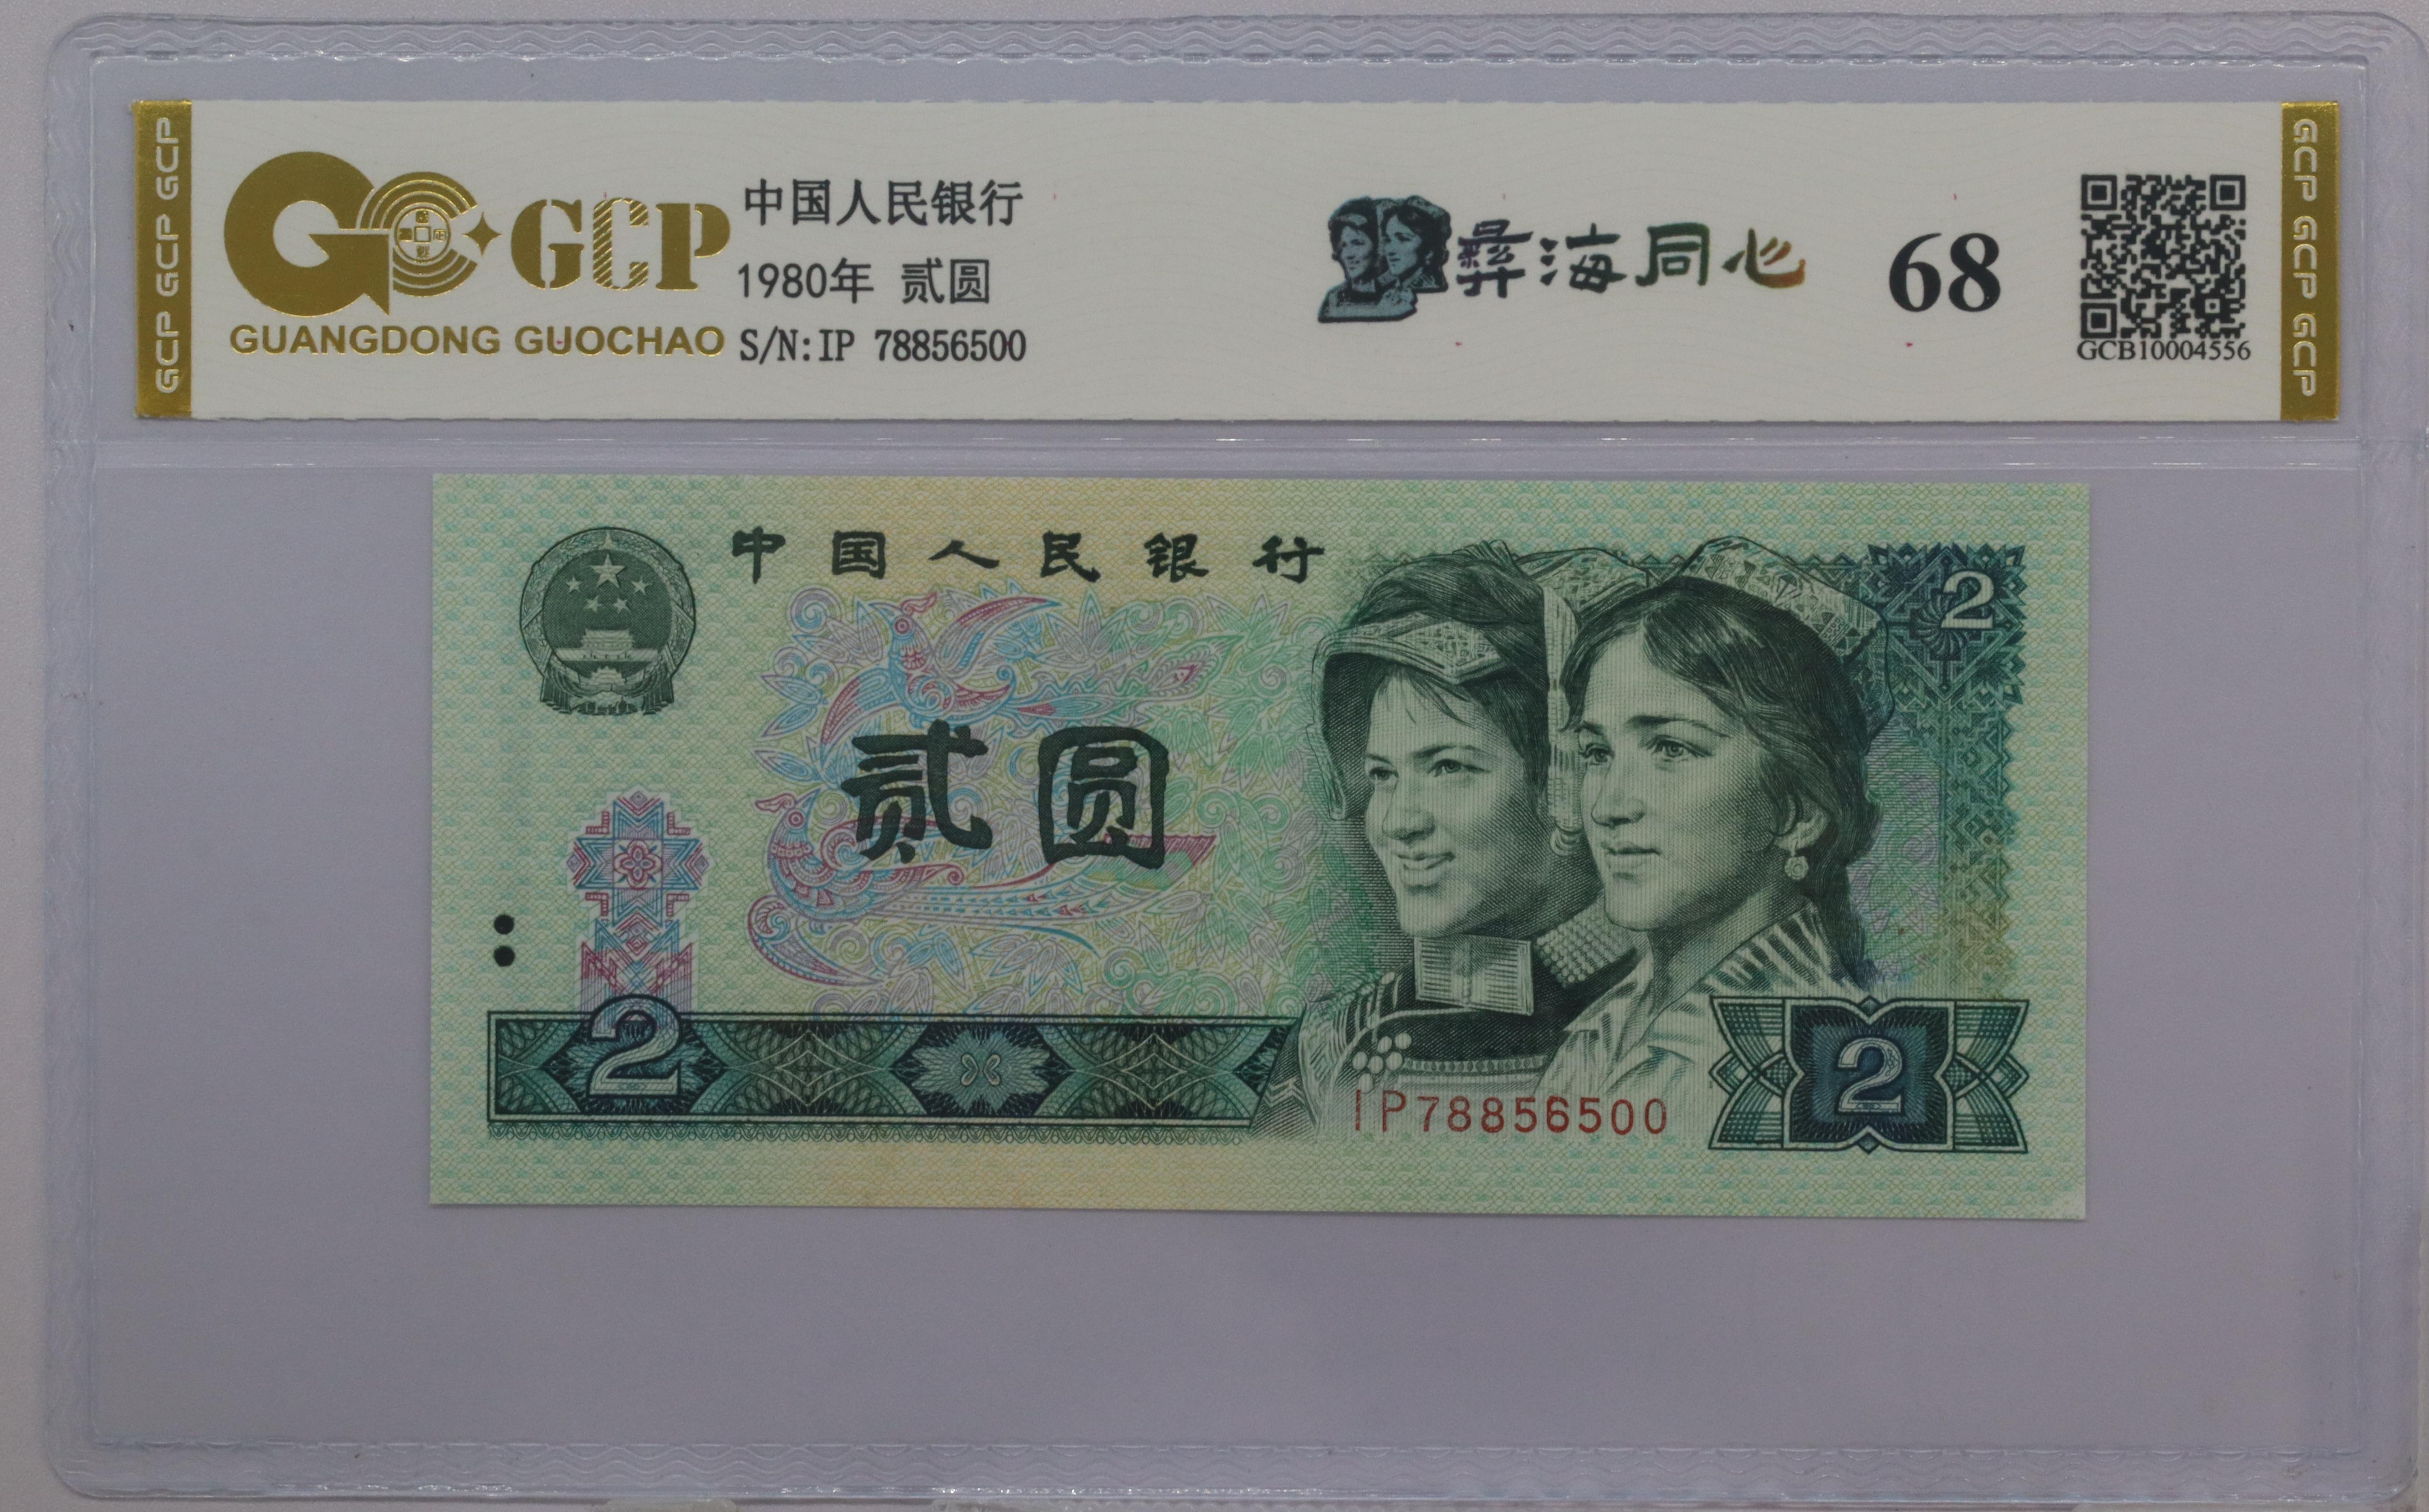 GCP GCP GCP
GCP
GUANGDONG GUOCHAO
中国人民银行
1980年 贰圆
S/N:IP 78856500
彝海同心
68
GCB10004556
GCP GCP GCP
中国人民银行
2
贰圆
2
IP78856500
2